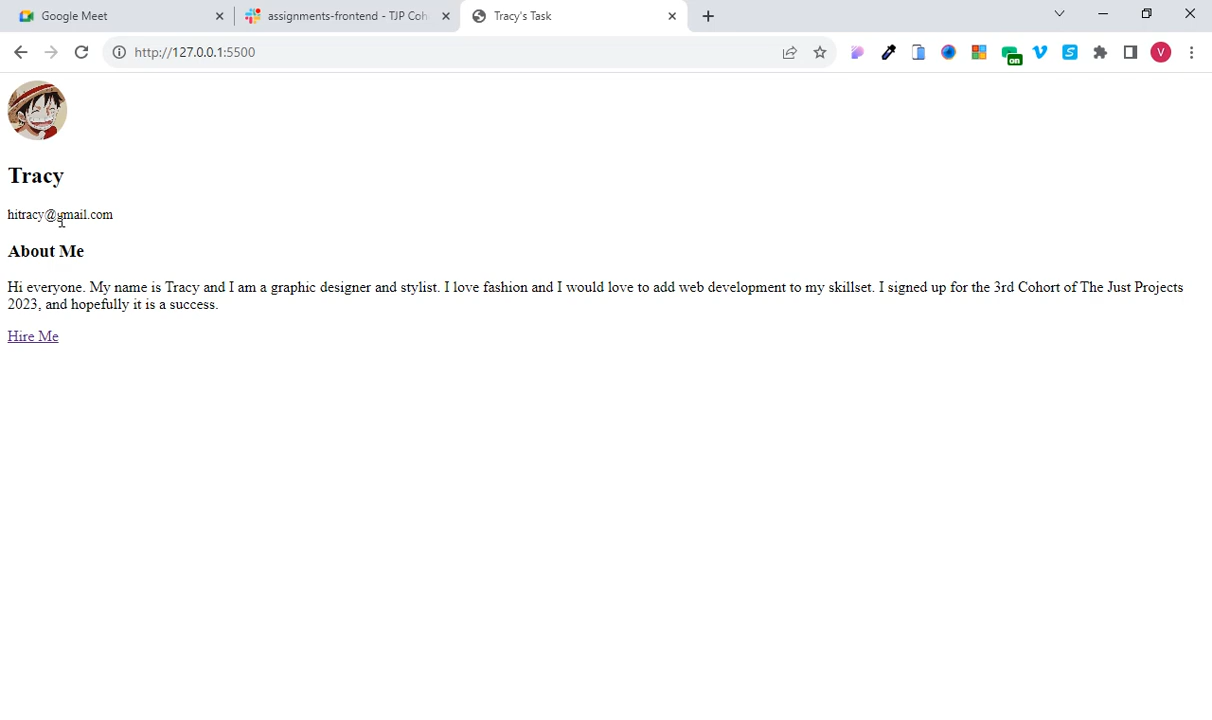 Google Meet
assignments-frontend - TJP Coh
Tracy's Task
http://127.0.0.1:5500
on
S
V
Tracy
hitracy@gmail.com
About Me
Hi everyone. My name is Tracy and I am a graphic designer and stylist. I love fashion and I would love to add web development to my skillset. I signed up for the 3rd Cohort of The Just Projects
2023, and hopefully it is a success.
Hire Me